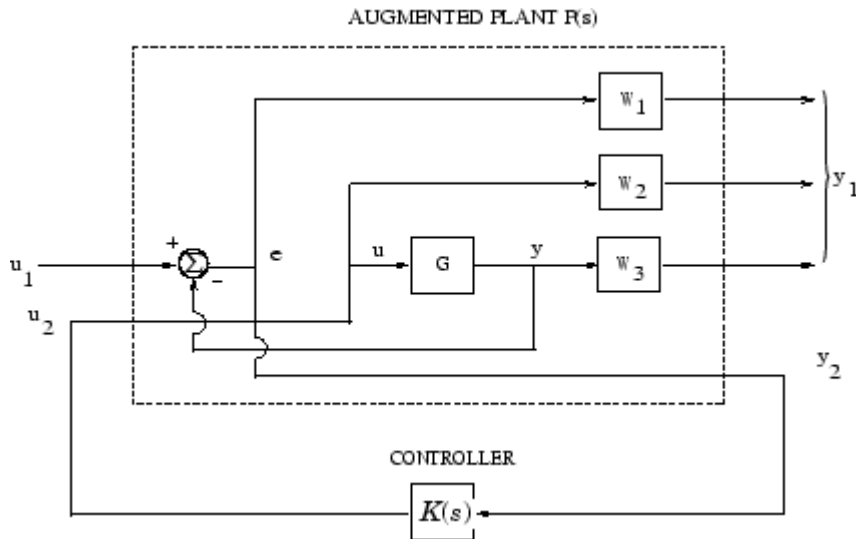 AUGMENTED PLANT P(s)
W1
W2
y1
+
Σ
e
u
G
y
W3
u1
−
u2
y2
CONTROLLER
K(s)